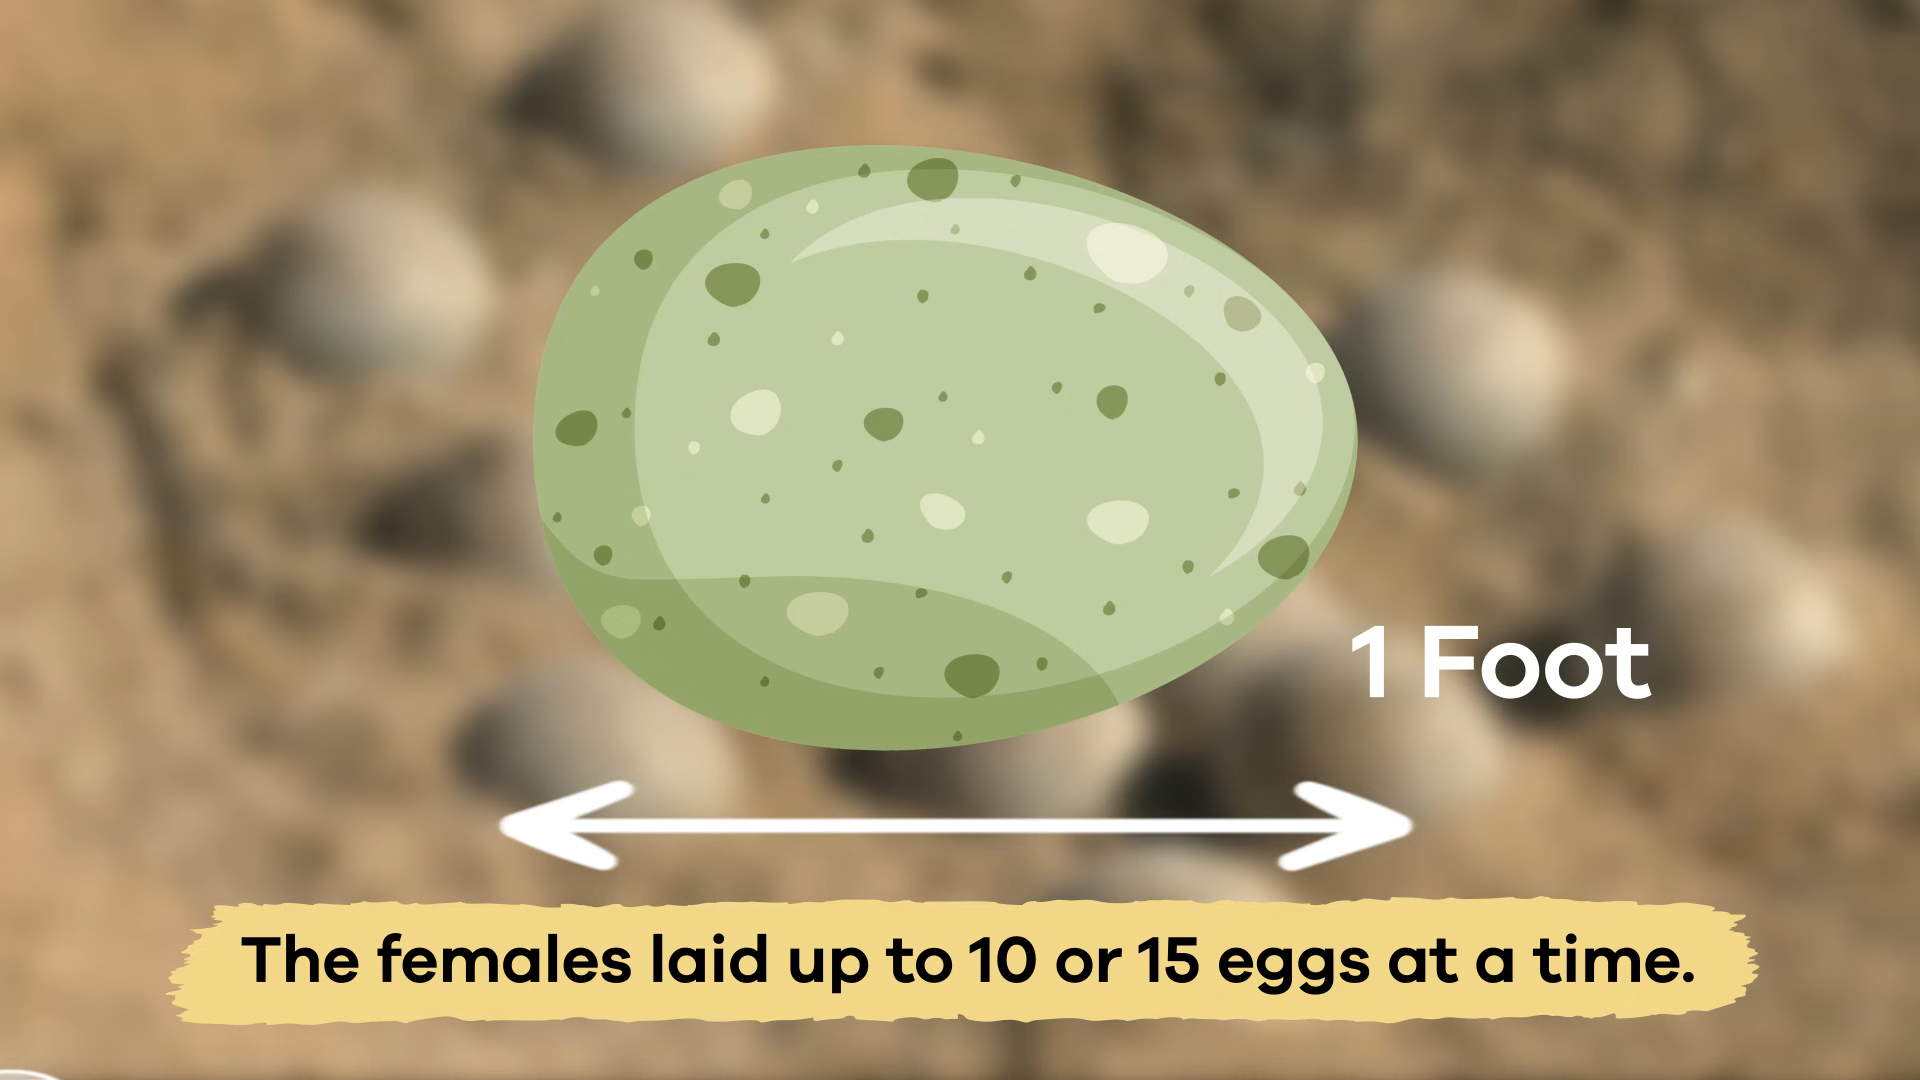 1 Foot
The females laid up to 10 or 15 eggs at a time.